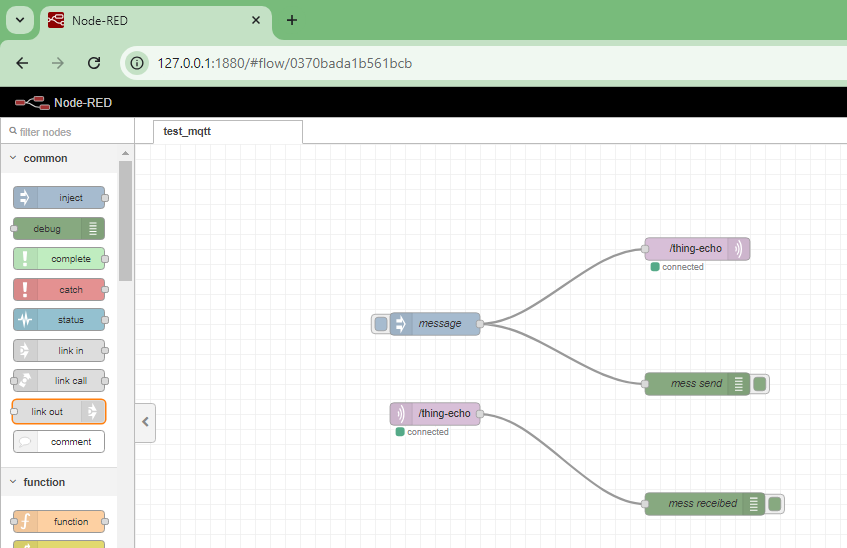 Node-RED
127.0.0.1:1880/#flow/0370bada1b561bcb
Node-RED
filter nodes
test_mqtt
common
inject
debug
complete
catch
status
link in
link call
link out
comment
function
function
/thing-echo
connected
message
mess send
/thing-echo
connected
mess receibed